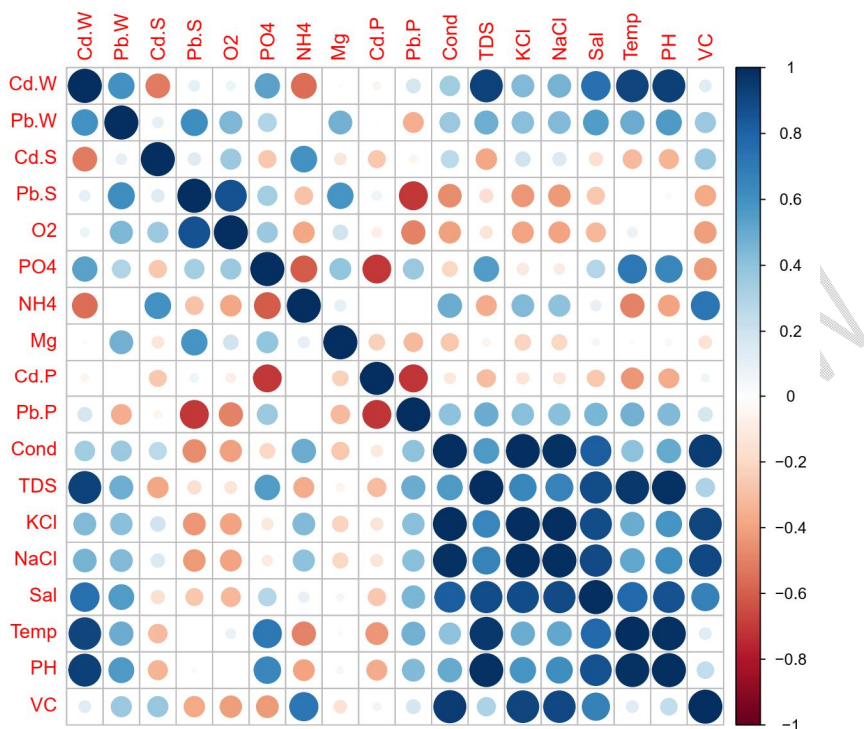 Cd.W Pb.W Cd.S Pb.S O2 PO4 NH4 Mg Cd.P Pb.P Cond TDS KCl NaCl Sal Temp PH VC
Cd.W
Pb.W
Cd.S
Pb.S
O2
PO4
NH4
Mg
Cd.P
Pb.P
Cond
TDS
KCl
NaCl
Sal
Temp
PH
VC
1
0.8
0.6
0.4
0.2
0
−0.2
−0.4
−0.6
−0.8
−1